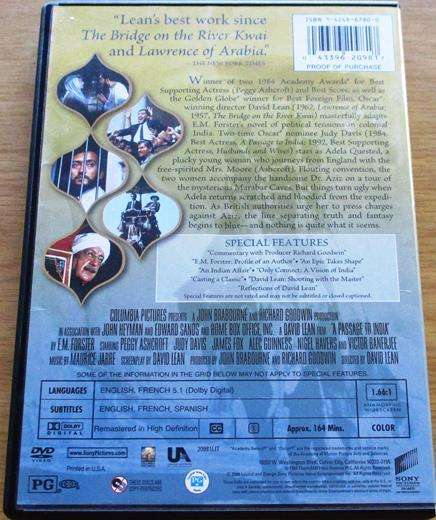 "Lean's best work since
The Bridge on the River Kwai
and Lawrence of Arabia."
— THE NEW YORK TIMES
ISBN 1-4249-6780-0
0 43396 20981
PROOF OF PURCHASE
Winner of two 1984 Academy Awards® for Best
Supporting Actress (Peggy Ashcroft) and Best Score, as well as
the Golden Globe® winner for Best Foreign Film, Oscar®-
winning director David Lean (1962, Lawrence of Arabia;
1957, The Bridge on the River Kwai) masterfully adapts
E.M. Forster's novel of political tensions in colonial
India. Two-time Oscar® nominee Judy Davis (1984,
Best Actress, A Passage to India; 1992, Best Supporting
Actress, Husbands and Wives) stars as Adela Quested, a
plucky young woman who journeys from England with the
free-spirited Mrs. Moore (Ashcroft). Flouting convention, the
two women accompany the handsome Dr. Aziz on a tour of
the mysterious Marabar Caves. But things turn ugly when
Adela returns scratched and bloodied from the expedi-
tion. As British authorities urge her to press charges
against Aziz, the line separating truth and fantasy
begins to blur—and nothing is quite what it seems.
SPECIAL FEATURES
"Commentary with Producer Richard Goodwin"
"E.M. Forster: Profile of an Author" • "An Epic Takes Shape"
"An Indian Affair" • "Only Connect: A Vision of India"
"Casting a Classic" • "David Lean: Shooting with the Master"
"Reflections of David Lean"
Special Features are not rated and may not be subtitled or closed captioned.
COLUMBIA PICTURES PRESENTS A JOHN BRABOURNE AND RICHARD GOODWIN PRODUCTION
IN ASSOCIATION WITH JOHN HEYMAN AND EDWARD SANDS AND HOME BOX OFFICE, INC. A DAVID LEAN FILM "A PASSAGE TO INDIA"
BY E.M. FORSTER STARRING PEGGY ASHCROFT JUDY DAVIS JAMES FOX ALEC GUINNESS NIGEL HAVERS AND VICTOR BANERJEE
MUSIC BY MAURICE JARRE SCREENPLAY BY DAVID LEAN PRODUCED BY JOHN BRABOURNE AND RICHARD GOODWIN DIRECTED BY DAVID LEAN
SOME OF THE INFORMATION IN THE GRID BELOW MAY NOT APPLY TO SPECIAL FEATURES.
LANGUAGES ENGLISH, FRENCH 5.1 (Dolby Digital)
1.66:1
SUBTITLES ENGLISH, FRENCH, SPANISH
ANAMORPHIC WIDESCREEN
DOLBY DIGITAL Remastered in High Definition CC Approx. 164 Mins. COLOR
DVD VIDEO
www.SonyPictures.com
UA
20981UT
Printed in U.S.A.
PG
SONY
PICTURES